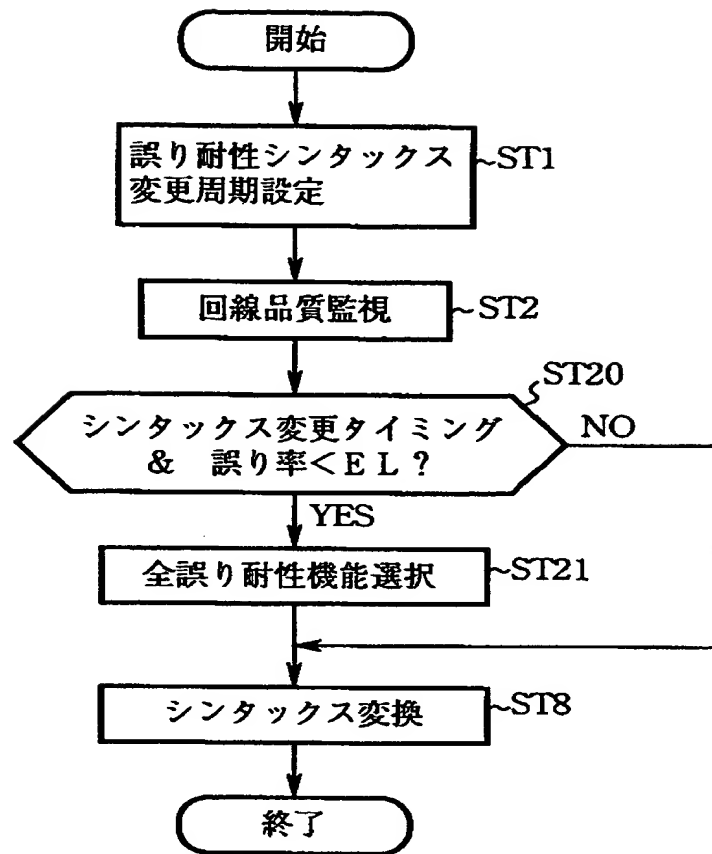 開始
誤り耐性シンタックス
変更周期設定
ST1
回線品質監視
ST2
ST20
シンタックス変更タイミング
& 誤り率<EL?
NO
YES
全誤り耐性機能選択
ST21
シンタックス変換
ST8
終了